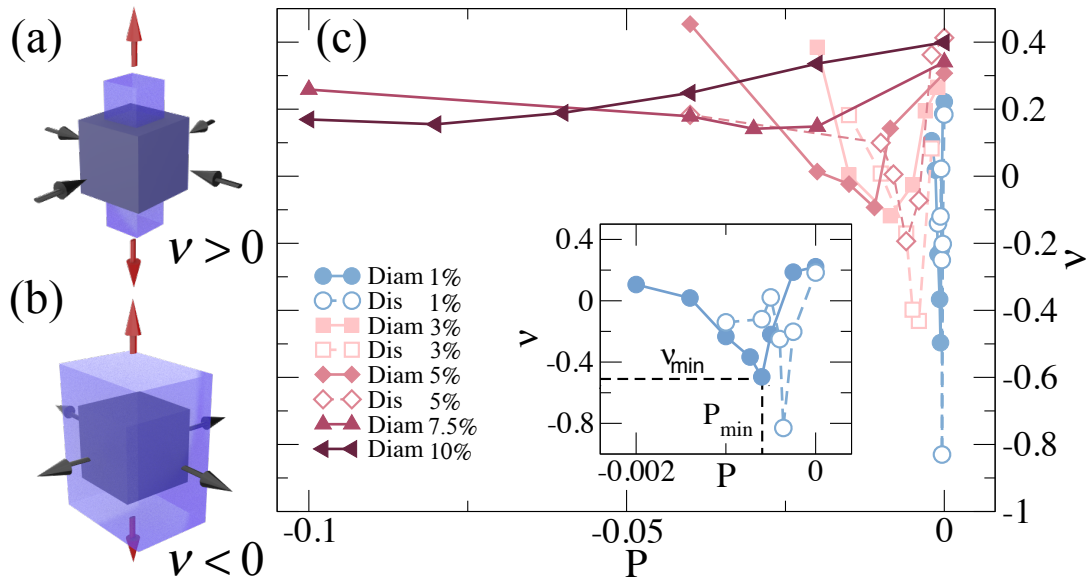 (a)
ν > 0
(b)
ν < 0
(c)
-0.1
-0.05
0
P
0.4
0.2
0
-0.2
-0.4
-0.6
-0.8
-1
ν
Diam 1%
Dis 1%
Diam 3%
Dis 3%
Diam 5%
Dis 5%
Diam 7.5%
Diam 10%
0.4
0
-0.4
-0.8
ν
νmin
Pmin
-0.002
0
P